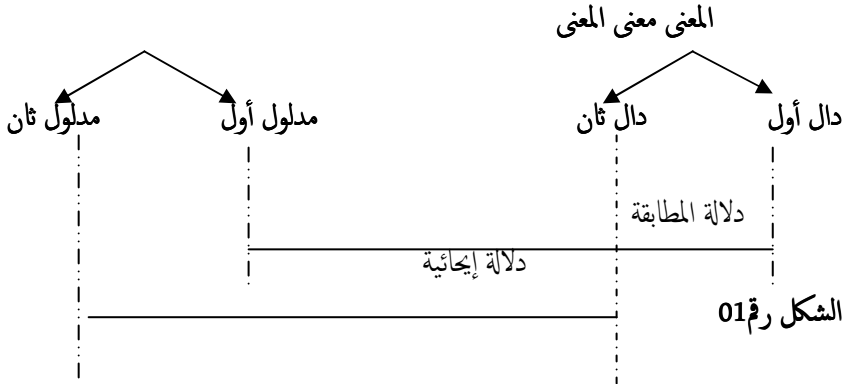 المعنى معنى المعنى
دال أول دال ثان مدلول أول مدلول ثان
دلالة المطابقة
دلالة إيحائية
الشكل رقم01